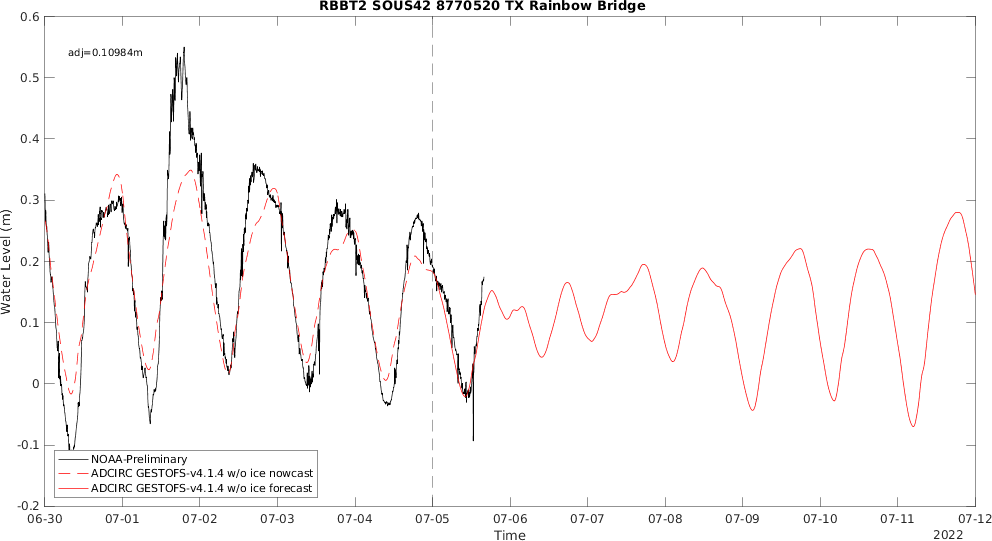 RBBT2 SOUS42 8770520 TX Rainbow Bridge
0.6
0.5
0.4
0.3
0.2
0.1
0
-0.1
-0.2
Water Level (m)
adj=0.10984m
NOAA-Preliminary
ADCIRC GESTOFS-v4.1.4 w/o ice nowcast
ADCIRC GESTOFS-v4.1.4 w/o ice forecast
06-30 07-01 07-02 07-03 07-04 07-05 07-06 07-07 07-08 07-09 07-10 07-11 07-12
Time
2022